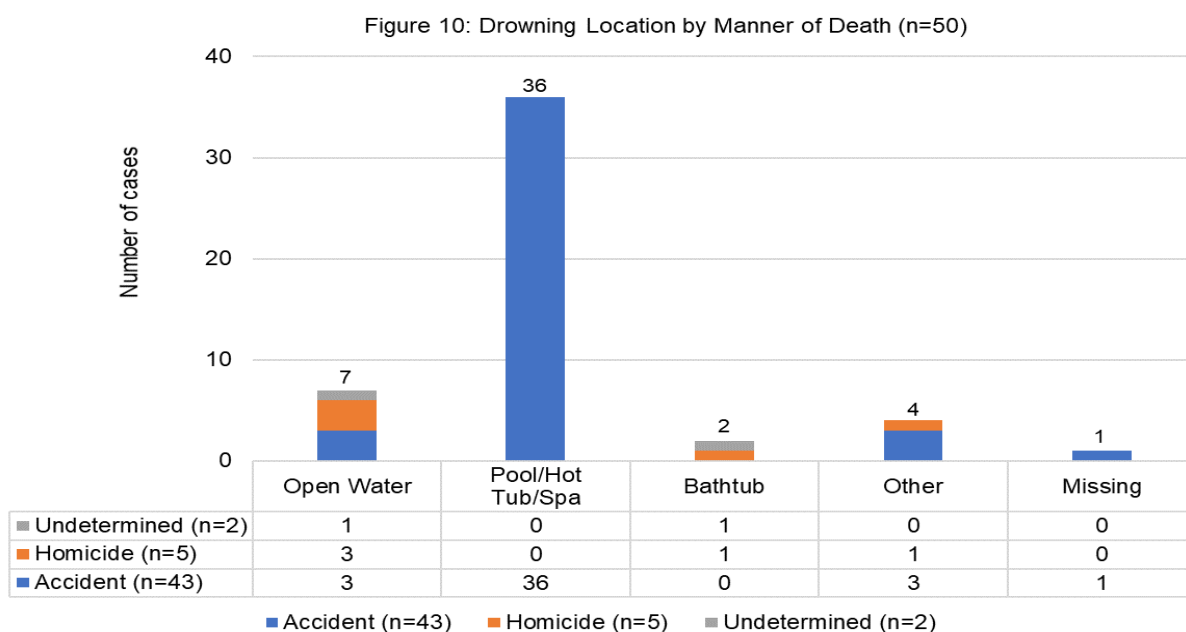 Figure 10: Drowning Location by Manner of Death (n=50)
Number of cases
40
30
20
10
0
7
36
2
4
1
Open Water
Pool/Hot
Tub/Spa
Bathtub
Other
Missing
Undetermined (n=2) 1 0 1 0 0
Homicide (n=5) 3 0 1 1 0
Accident (n=43) 3 36 0 3 1
Accident (n=43) Homicide (n=5) Undetermined (n=2)